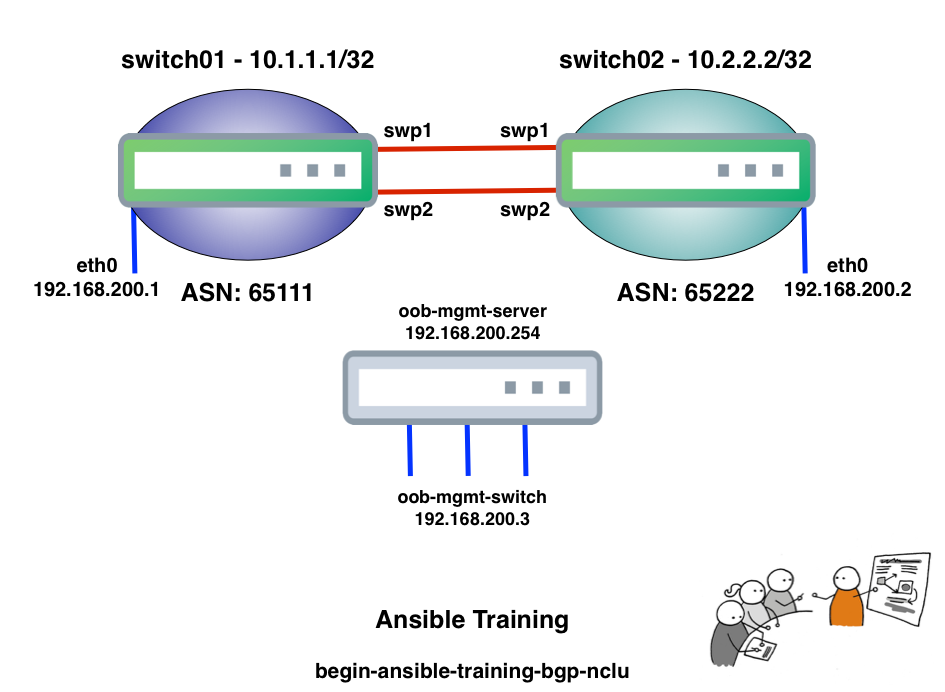 switch01 - 10.1.1.1/32
switch02 - 10.2.2.2/32
swp1
swp1
swp2
swp2
eth0
192.168.200.1
ASN: 65111
ASN: 65222
eth0
192.168.200.2
oob-mgmt-server
192.168.200.254
oob-mgmt-switch
192.168.200.3
Ansible Training
begin-ansible-training-bgp-nclu